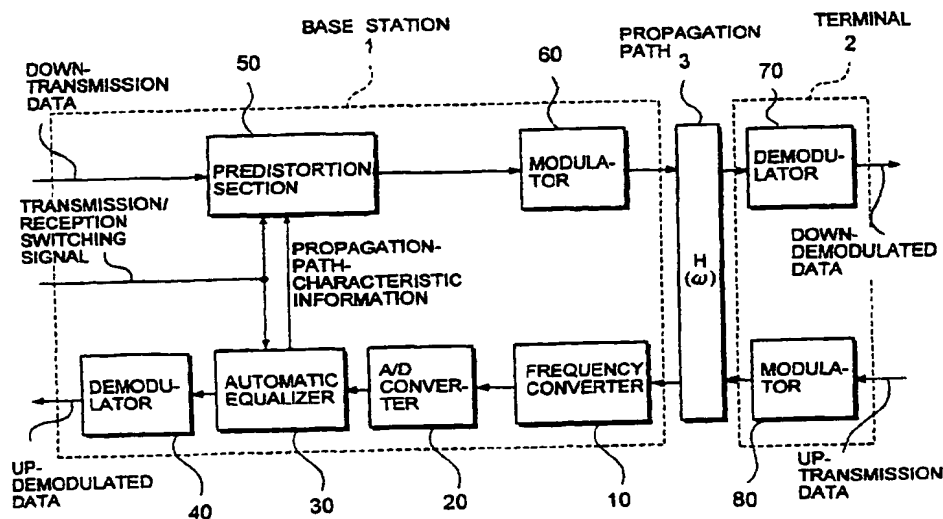 BASE STATION
1
PROPAGATION
PATH
3
TERMINAL
2
DOWN-
TRANSMISSION
DATA
50
60
70
PREDISTORTION
SECTION
MODULA-
TOR
DEMODU-
LATOR
TRANSMISSION/
RECEPTION
SWITCHING
SIGNAL
PROPAGATION-
PATH-
CHARACTERISTIC
INFORMATION
H
(ω)
DOWN-
DEMODULATED
DATA
DEMODU-
LATOR
AUTOMATIC
EQUALIZER
A/D
CONVER-
TER
FREQUENCY
CONVERTER
MODULA-
TOR
UP-
DEMODULATED
DATA
40
30
20
10
80
UP-
TRANSMISSION
DATA